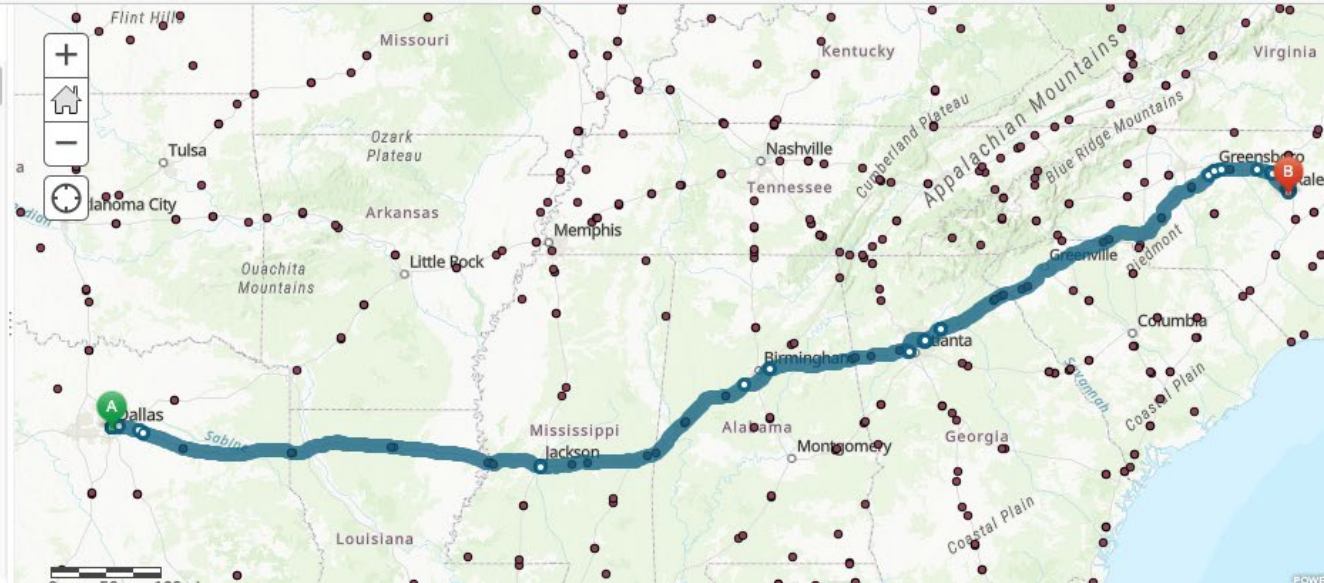 Flint Hills
Missouri
Kentucky
Virginia
Appalachian Mountains
Cumberland Plateau
Blue Ridge Mountains
Ozark
Plateau
Tulsa
Nashville
Greensboro
B
a
Tennessee
Arkansas
Memphis
Ouachita
Mountains
Little Rock
Greenville
Piedmont
Columbia
Birmingham
Savannah
Coastal Plain
A
Dallas
Sabine
Mississippi
Jackson
Alabama
Montgomery
Georgia
Louisiana
Coastal Plain